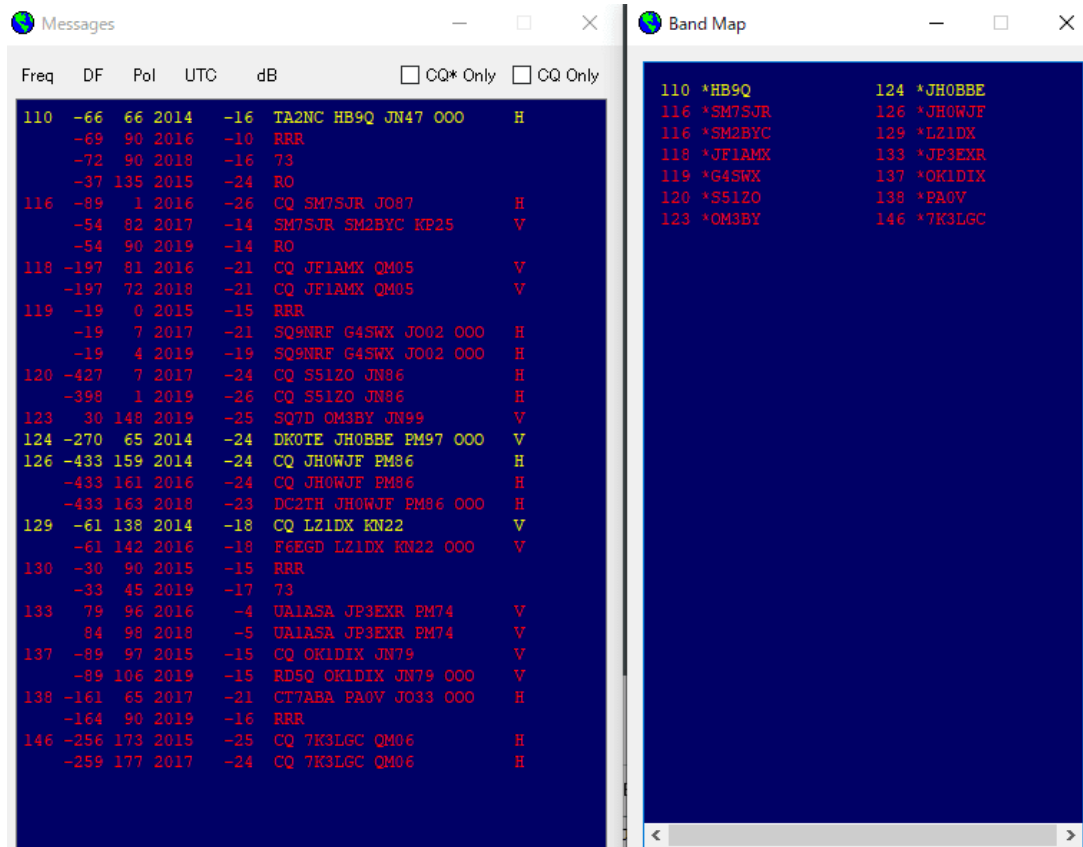 Messages
Freq DF Pol UTC dB CQ* Only CQ Only
110 -66 66 2014 -16 TA2NC HB9Q JN47 OOO H
-69 90 2016 -10 RRR
-72 90 2018 -16 73
-37 135 2015 -24 RO
116 -89 1 2016 -26 CQ SM7SJR JO87 H
-54 82 2017 -14 SM7SJR SM2BYC KP25 V
-54 90 2019 -14 RO
118 -197 81 2016 -21 CQ JF1AMX QM05 V
-197 72 2018 -21 CQ JF1AMX QM05 V
119 -19 0 2015 -15 RRR
-19 7 2017 -21 SQ9NRF G4SWX JO02 OOO H
-19 4 2019 -19 SQ9NRF G4SWX JO02 OOO H
120 -427 7 2017 -24 CQ S51ZO JN86 H
-398 1 2019 -26 CQ S51ZO JN86 H
123 30 148 2019 -25 SQ7D OM3BY JN99 V
124 -270 65 2014 -24 DK0TE JH0BBE PM97 OOO V
126 -433 159 2014 -24 CQ JH0WJF PM86 H
-433 161 2016 -24 CQ JH0WJF PM86 H
-433 163 2018 -23 DC2TH JH0WJF PM86 OOO H
129 -61 138 2014 -18 CQ LZ1DX KN22 V
-61 142 2016 -18 F6EGD LZ1DX KN22 OOO V
130 -30 90 2015 -15 RRR
-33 45 2019 -17 73
133 79 96 2016 -4 UA1ASA JP3EXR PM74 V
84 98 2018 -5 UA1ASA JP3EXR PM74 V
137 -89 97 2015 -15 CQ OK1DIX JN79 V
-89 106 2019 -15 RD5Q OK1DIX JN79 OOO V
138 -161 65 2017 -21 CT7ABA PA0V JO33 OOO H
-164 90 2019 -16 RRR
146 -256 173 2015 -25 CQ 7K3LGC QM06 H
-259 177 2017 -24 CQ 7K3LGC QM06 H
Band Map
110 *HB9Q 124 *JH0BBE
116 *SM7SJR 126 *JH0WJF
116 *SM2BYC 129 *LZ1DX
118 *JF1AMX 133 *JP3EXR
119 *G4SWX 137 *OK1DIX
120 *S51ZO 138 *PA0V
123 *OM3BY 146 *7K3LGC